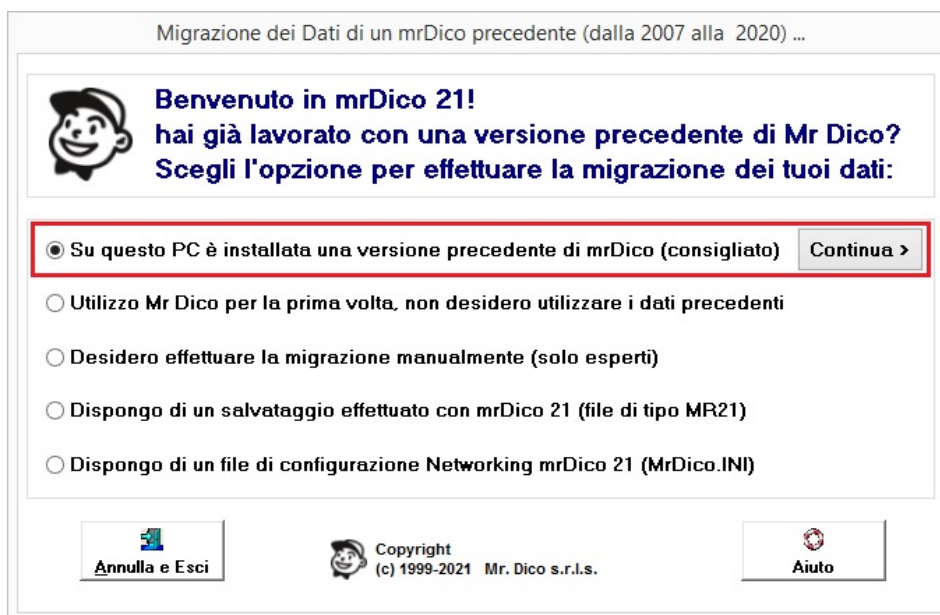 Migrazione dei Dati di un mrDico precedente (dalla 2007 alla 2020) ...
Benvenuto in mrDico 21!
hai già lavorato con una versione precedente di Mr Dico?
Scegli l'opzione per effettuare la migrazione dei tuoi dati:
Su questo PC è installata una versione precedente di mrDico (consigliato) Continua >
Utilizzo Mr Dico per la prima volta, non desidero utilizzare i dati precedenti
Desidero effettuare la migrazione manualmente (solo esperti)
Dispongo di un salvataggio effettuato con mrDico 21 (file di tipo MR21)
Dispongo di un file di configurazione Networking mrDico 21 (MrDico.INI)
Annulla e Esci
Copyright
(c) 1999-2021 Mr. Dico s.r.l.s.
Aiuto